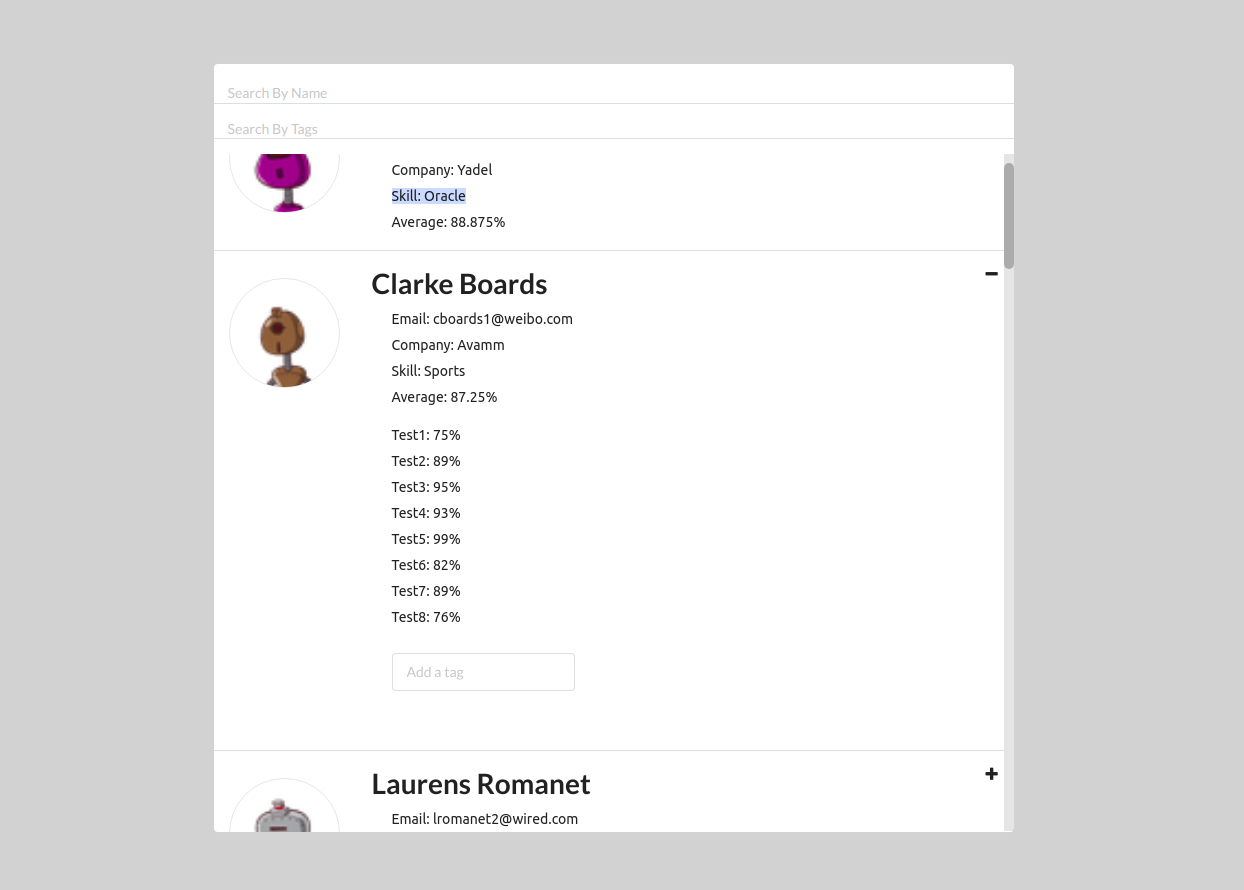 Search By Name
Search By Tags
Company: Yadel
Skill: Oracle
Average: 88.875%
Clarke Boards
Email: cboards1@weibo.com
Company: Avamm
Skill: Sports
Average: 87.25%
Test1: 75%
Test2: 89%
Test3: 95%
Test4: 93%
Test5: 99%
Test6: 82%
Test7: 89%
Test8: 76%
Add a tag
Laurens Romanet
Email: lromanet2@wired.com